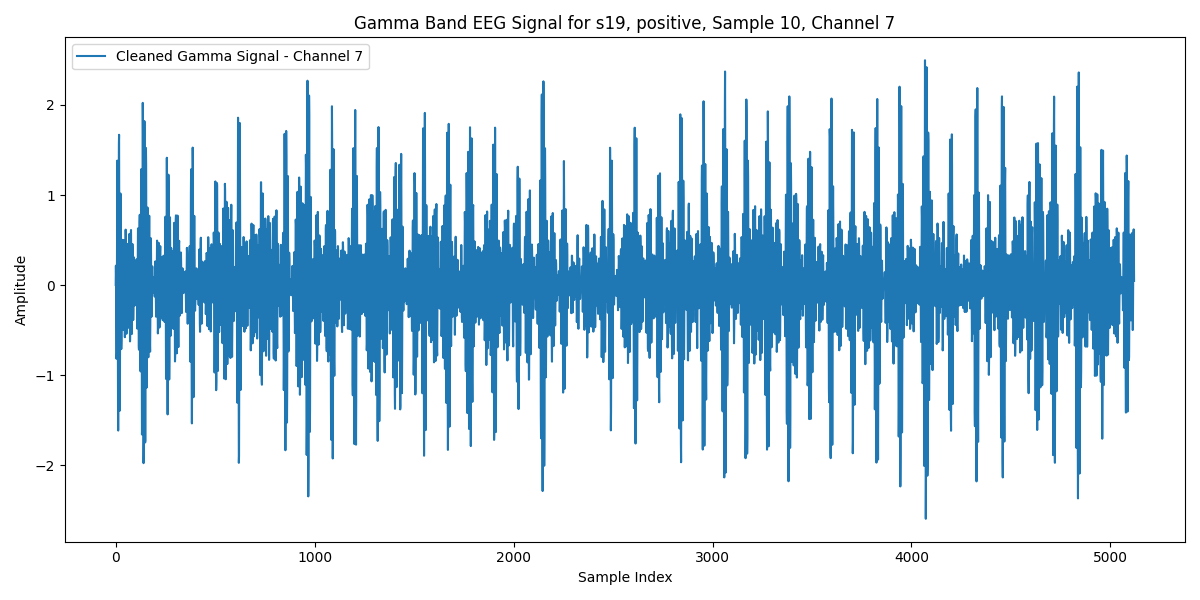 Gamma Band EEG Signal for s19, positive, Sample 10, Channel 7
Cleaned Gamma Signal - Channel 7
Amplitude
2
1
0
−1
−2
0 1000 2000 3000 4000 5000
Sample Index